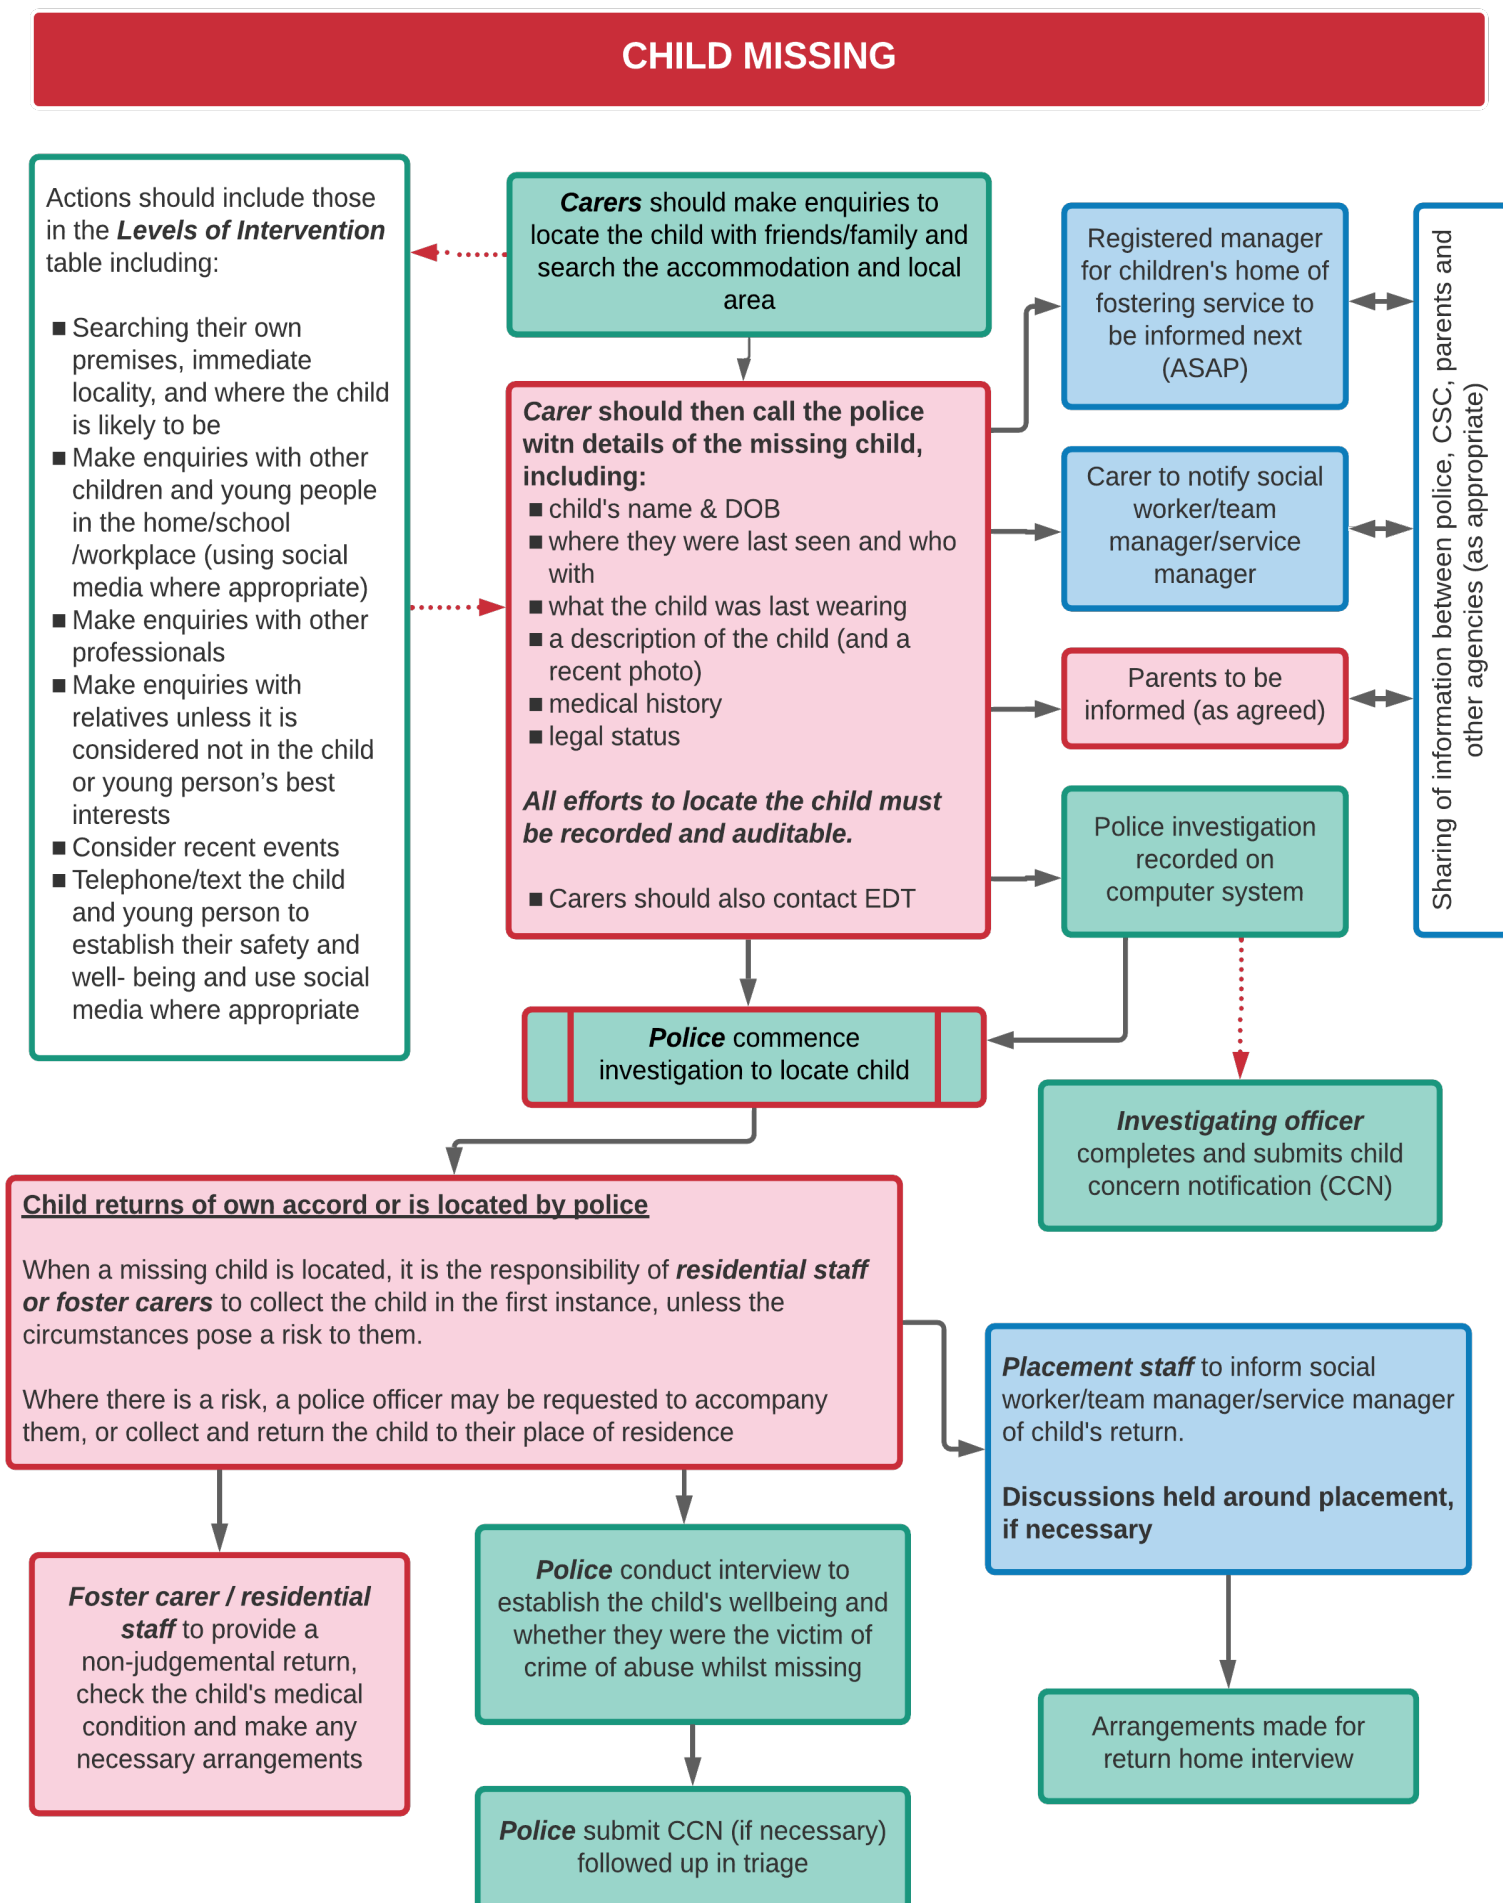 CHILD MISSING
Actions should include those
in the Levels of Intervention
table including:
■ Searching their own
premises, immediate
locality, and where the child
is likely to be
■ Make enquiries with other
children and young people
in the home/school
/workplace (using social
media where appropriate)
■ Make enquiries with other
professionals
■ Make enquiries with
relatives unless it is
considered not in the child
or young person’s best
interests
■ Consider recent events
■ Telephone/text the child
and young person to
establish their safety and
well- being and use social
media where appropriate
Carers should make enquiries to
locate the child with friends/family and
search the accommodation and local
area
Carer should then call the police
witn details of the missing child,
including:
■ child's name & DOB
■ where they were last seen and who
with
■ what the child was last wearing
■ a description of the child (and a
recent photo)
■ medical history
■ legal status
All efforts to locate the child must
be recorded and auditable.
■ Carers should also contact EDT
Registered manager
for children's home of
fostering service to
be informed next
(ASAP)
Carer to notify social
worker/team
manager/service
manager
Parents to be
informed (as agreed)
Police investigation
recorded on
computer system
Sharing of information between police, CSC, parents and
other agencies (as appropriate)
Police commence
investigation to locate child
Investigating officer
completes and submits child
concern notification (CCN)
Child returns of own accord or is located by police
When a missing child is located, it is the responsibility of residential staff
or foster carers to collect the child in the first instance, unless the
circumstances pose a risk to them.
Where there is a risk, a police officer may be requested to accompany
them, or collect and return the child to their place of residence
Placement staff to inform social
worker/team manager/service manager
of child's return.
Discussions held around placement,
if necessary
Foster carer / residential
staff to provide a
non-judgemental return,
check the child's medical
condition and make any
necessary arrangements
Police conduct interview to
establish the child's wellbeing and
whether they were the victim of
crime of abuse whilst missing
Arrangements made for
return home interview
Police submit CCN (if necessary)
followed up in triage